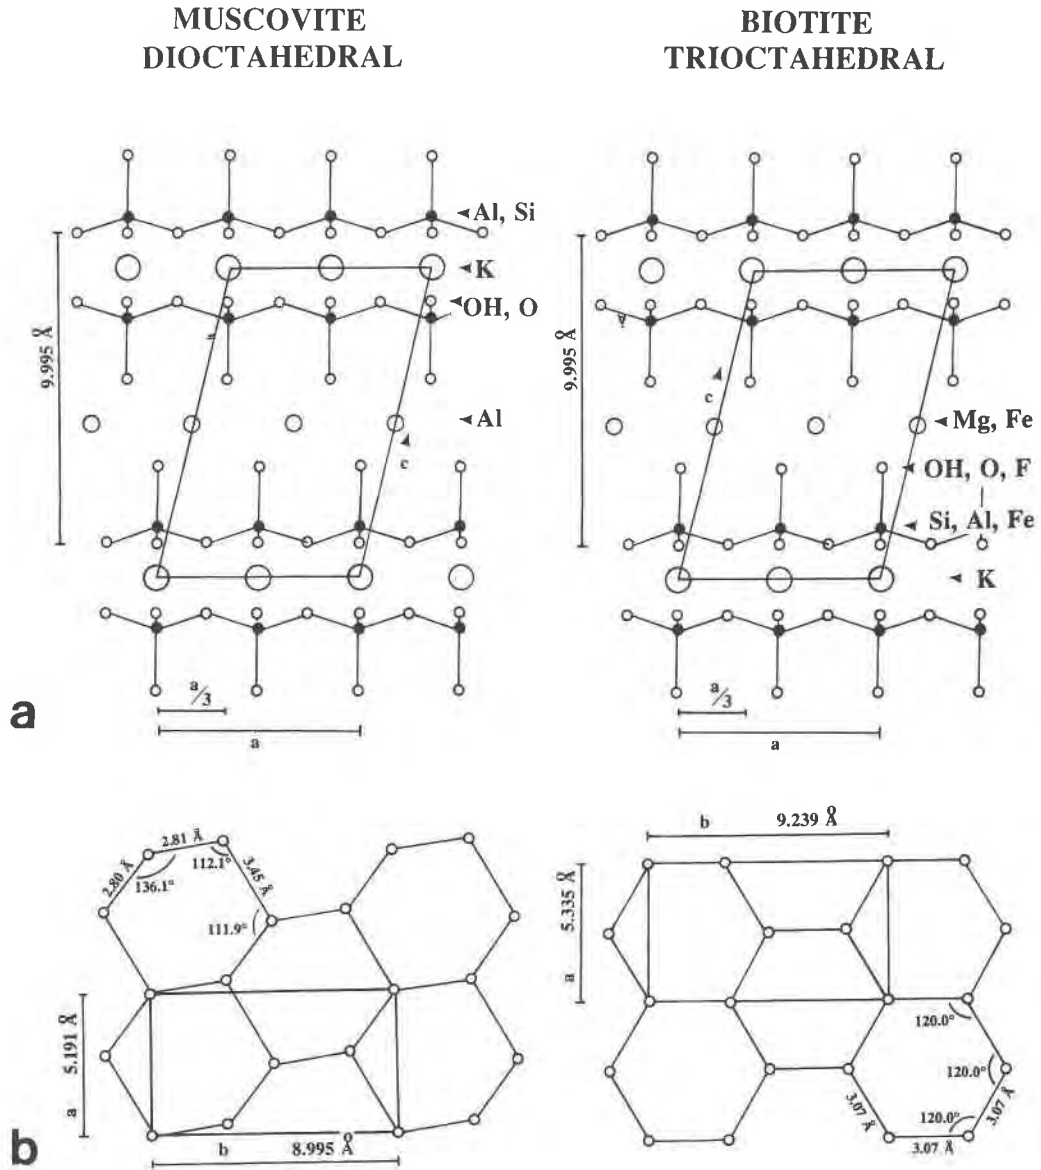 MUSCOVITE
DIOCTAHEDRAL
BIOTITE
TRIOCTAHEDRAL
Al, Si
K
OH, O
9.995 Å
Al
c
a/3
a
9.995 Å
c
Mg, Fe
OH, O, F
Si, Al, Fe
K
a/3
a
a
2.81 Å
2.80 Å
112.1°
136.1°
3.45 Å
111.9°
5.191 Å
a
b 8.995 Å
b 9.239 Å
5.335 Å
a
120.0°
120.0°
120.0°
3.07 Å
3.07 Å
3.07 Å
b